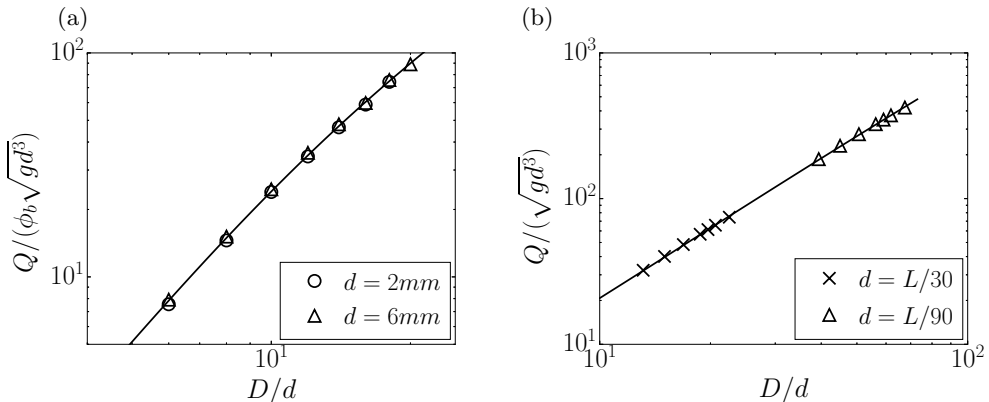 (a)
10^2
10^1
Q/(ϕ_b√gd^3)
10^1
D/d
d = 2mm
d = 6mm
(b)
10^3
10^2
10^1
Q/(√gd^3)
10^1
10^2
D/d
d = L/30
d = L/90